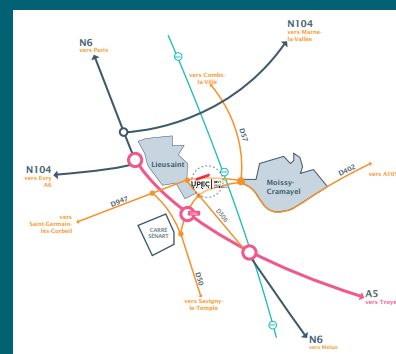 N6
vers Paris
N104
vers Marne-
la-Vallée
vers Combs-
la-Ville
D57
Lieusaint
UPEC
Moissy-
Cramayel
D402
vers A105
N104
vers Evry
A6
D947
vers
Saint-Germain-
lès-Corbeil
CARRÉ
SÉNART
D306
D50
vers Savigny-
le-Temple
A5
vers Troye
N6
vers Melun